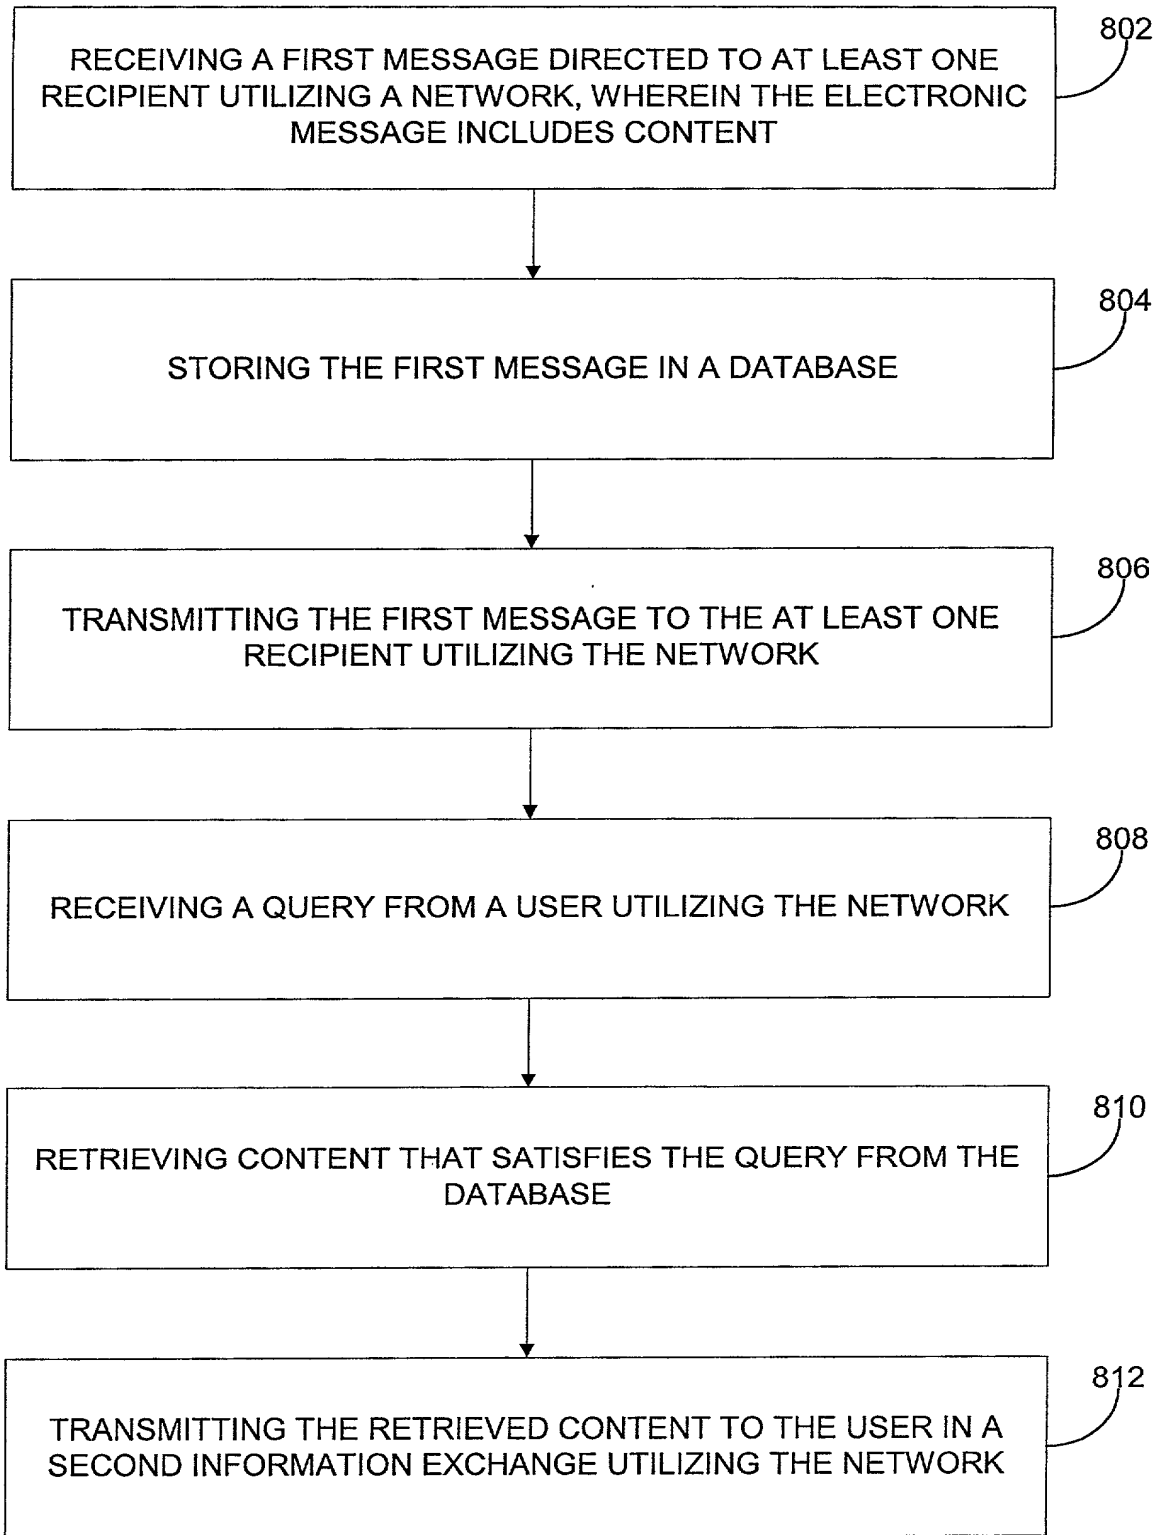 802
RECEIVING A FIRST MESSAGE DIRECTED TO AT LEAST ONE
RECIPIENT UTILIZING A NETWORK, WHEREIN THE ELECTRONIC
MESSAGE INCLUDES CONTENT
804
STORING THE FIRST MESSAGE IN A DATABASE
806
TRANSMITTING THE FIRST MESSAGE TO THE AT LEAST ONE
RECIPIENT UTILIZING THE NETWORK
808
RECEIVING A QUERY FROM A USER UTILIZING THE NETWORK
810
RETRIEVING CONTENT THAT SATISFIES THE QUERY FROM THE
DATABASE
812
TRANSMITTING THE RETRIEVED CONTENT TO THE USER IN A
SECOND INFORMATION EXCHANGE UTILIZING THE NETWORK